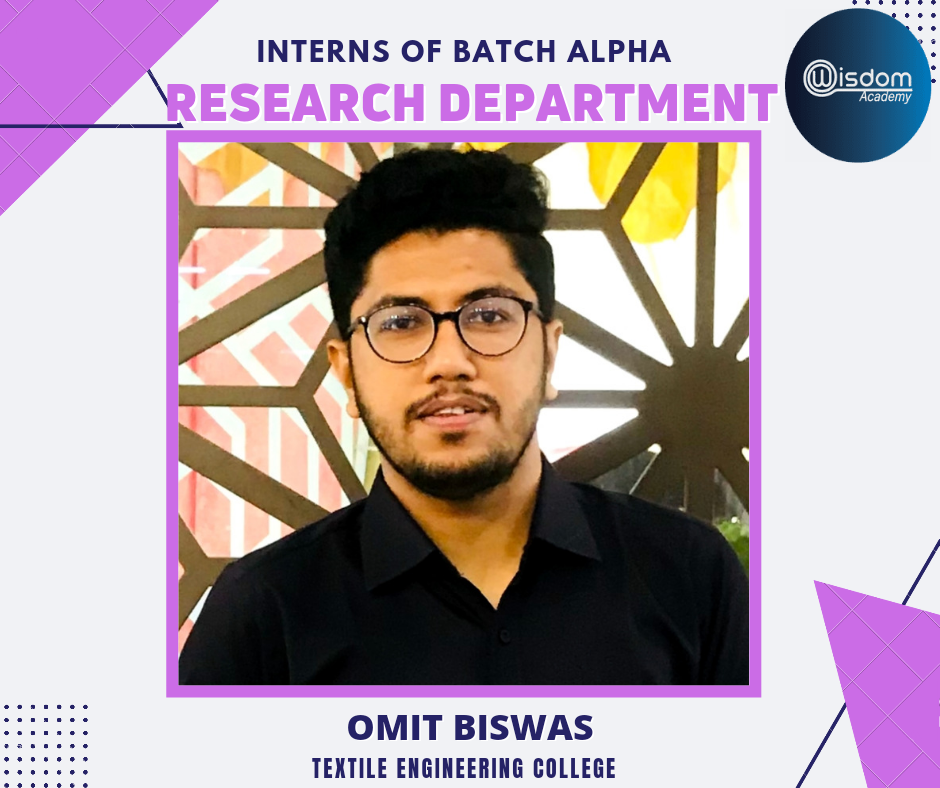 INTERNS OF BATCH ALPHA
RESEARCH DEPARTMENT
@Wisdom
Academy
OMIT BISWAS
TEXTILE ENGINEERING COLLEGE